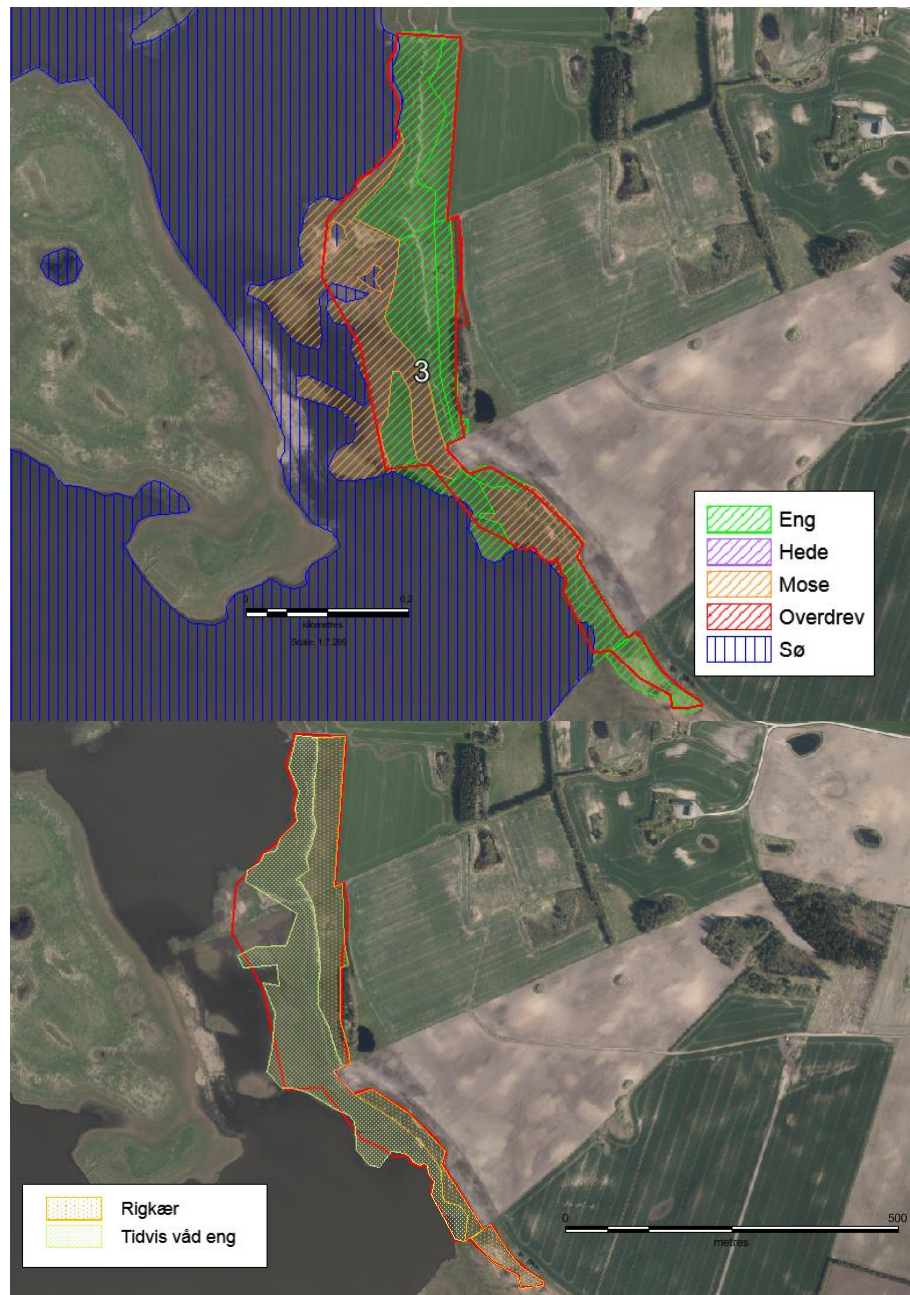 3
Eng
Hede
Mose
Overdrev
Sø
0 0,2
kilometres
Scale: 1:7 299
Rigkær
Tidvis våd eng
0 500
metres